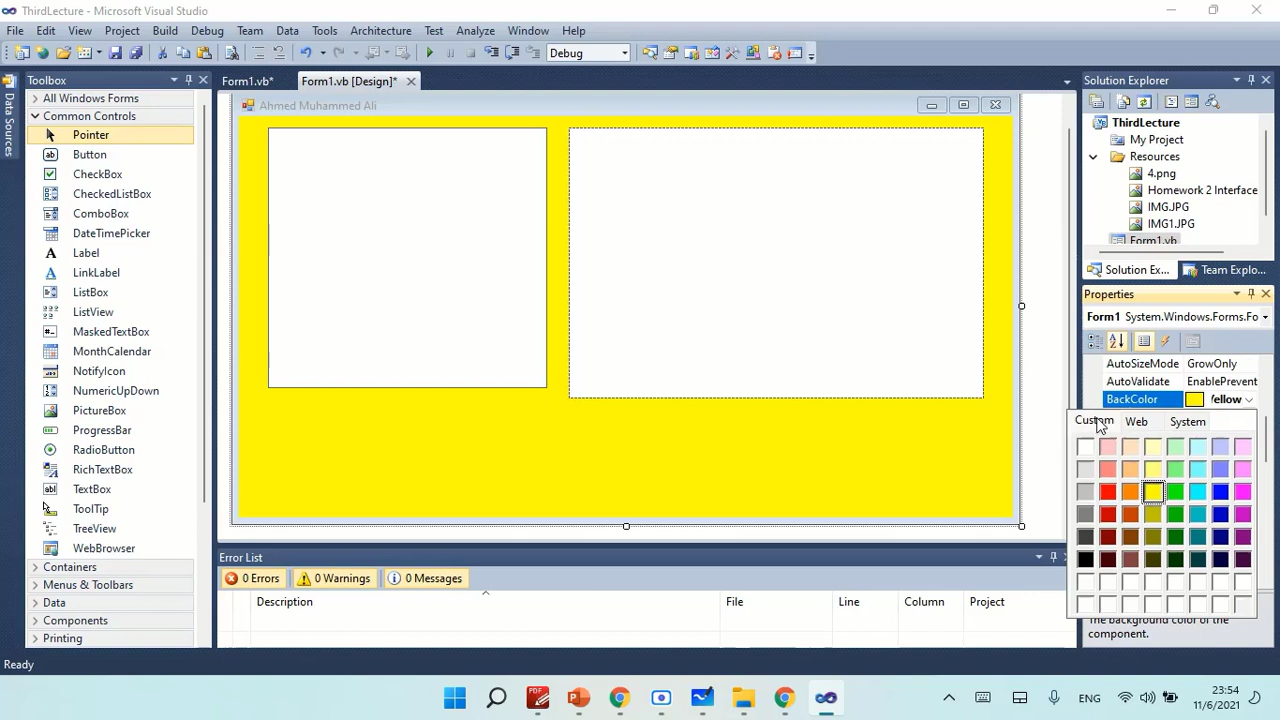 ThirdLecture - Microsoft Visual Studio
File Edit View Project Build Debug Team Data Tools Architecture Test Analyze Window Help
Debug
Data Sources
Toolbox
All Windows Forms
Common Controls
Pointer
Button
CheckBox
CheckedListBox
ComboBox
DateTimePicker
Label
LinkLabel
ListBox
ListView
MaskedTextBox
MonthCalendar
NotifyIcon
NumericUpDown
PictureBox
ProgressBar
RadioButton
RichTextBox
TextBox
ToolTip
TreeView
WebBrowser
Containers
Menus & Toolbars
Data
Components
Printing
Form1.vb* Form1.vb [Design]*
Ahmed Muhammed Ali
Error List
0 Errors 0 Warnings 0 Messages
Description File Line Column Project
Solution Explorer
ThirdLecture
My Project
Resources
4.png
Homework 2 Interface
IMG.JPG
IMG1.JPG
Form1.vb
Solution Ex... Team Explo...
Properties
Form1 System.Windows.Forms.Fo
AutoSizeMode GrowOnly
AutoValidate EnablePrevent
BackColor Yellow
Custom Web System
The background color of the
component.
Ready
ENG
23:54
11/6/2021